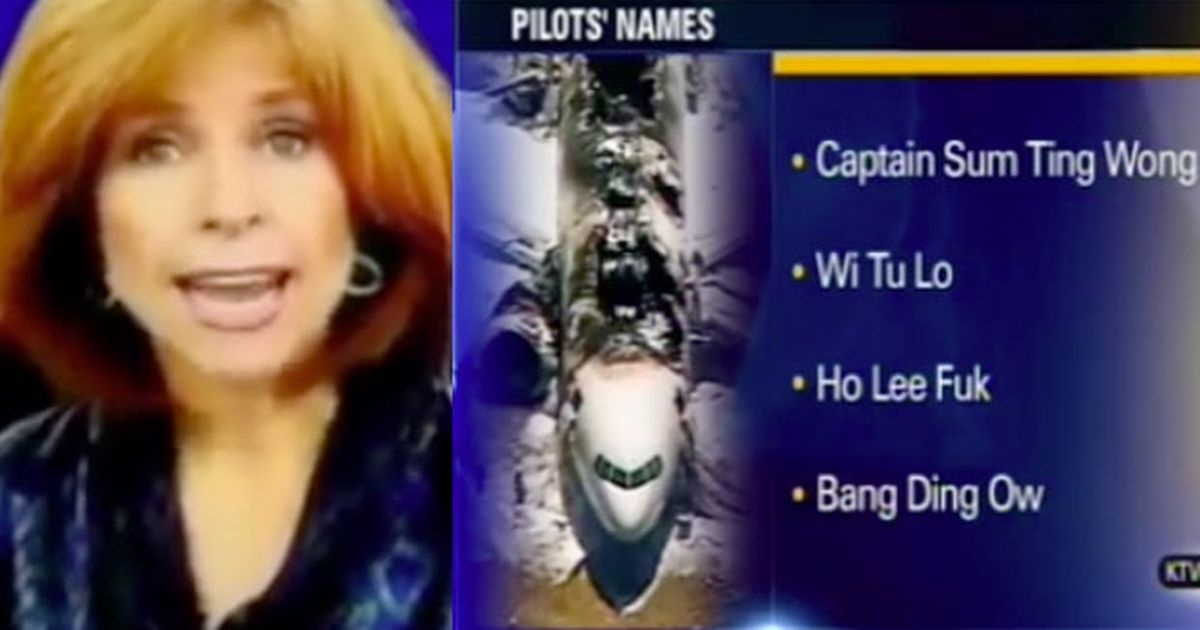 PILOTS' NAMES
• Captain Sum Ting Wong
• Wi Tu Lo
• Ho Lee Fuk
• Bang Ding Ow
KTV